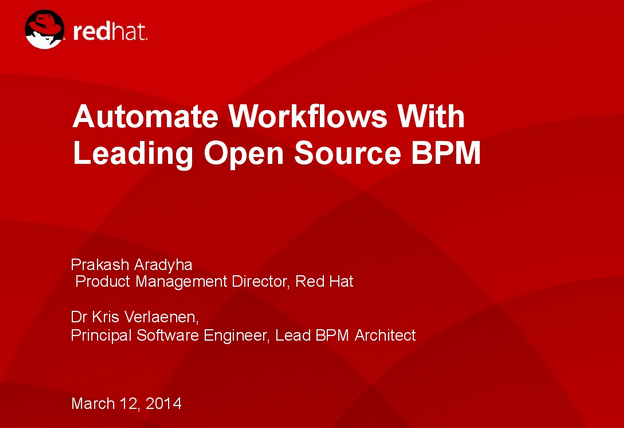 redhat.
Automate Workflows With
Leading Open Source BPM
Prakash Aradyha
Product Management Director, Red Hat
Dr Kris Verlaenen,
Principal Software Engineer, Lead BPM Architect
March 12, 2014